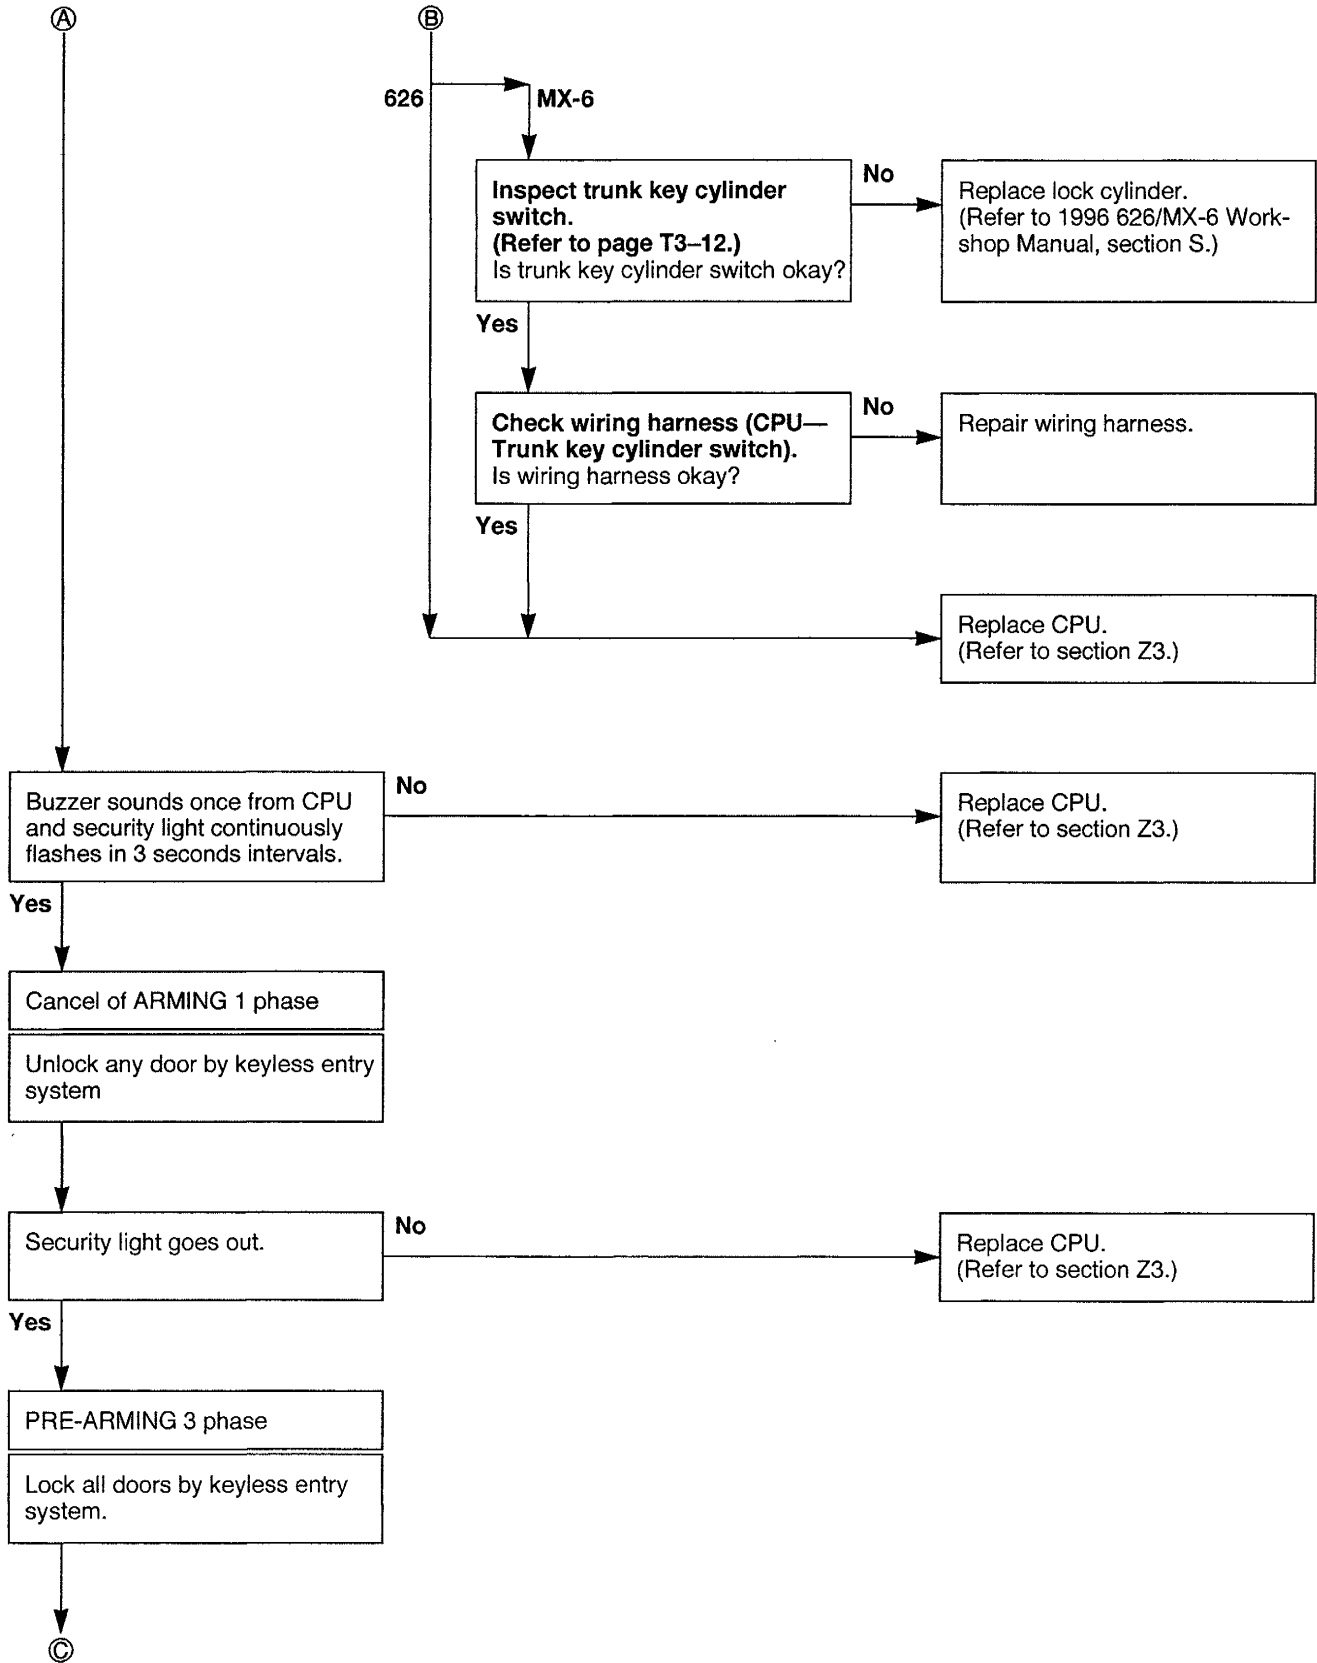 A
B
626
MX-6
Inspect trunk key cylinder
switch.
(Refer to page T3–12.)
Is trunk key cylinder switch okay?
No
Replace lock cylinder.
(Refer to 1996 626/MX-6 Work-
shop Manual, section S.)
Yes
Check wiring harness (CPU—
Trunk key cylinder switch).
Is wiring harness okay?
No
Repair wiring harness.
Yes
Replace CPU.
(Refer to section Z3.)
Buzzer sounds once from CPU
and security light continuously
flashes in 3 seconds intervals.
No
Replace CPU.
(Refer to section Z3.)
Yes
Cancel of ARMING 1 phase
Unlock any door by keyless entry
system
Security light goes out.
No
Replace CPU.
(Refer to section Z3.)
Yes
PRE-ARMING 3 phase
Lock all doors by keyless entry
system.
C